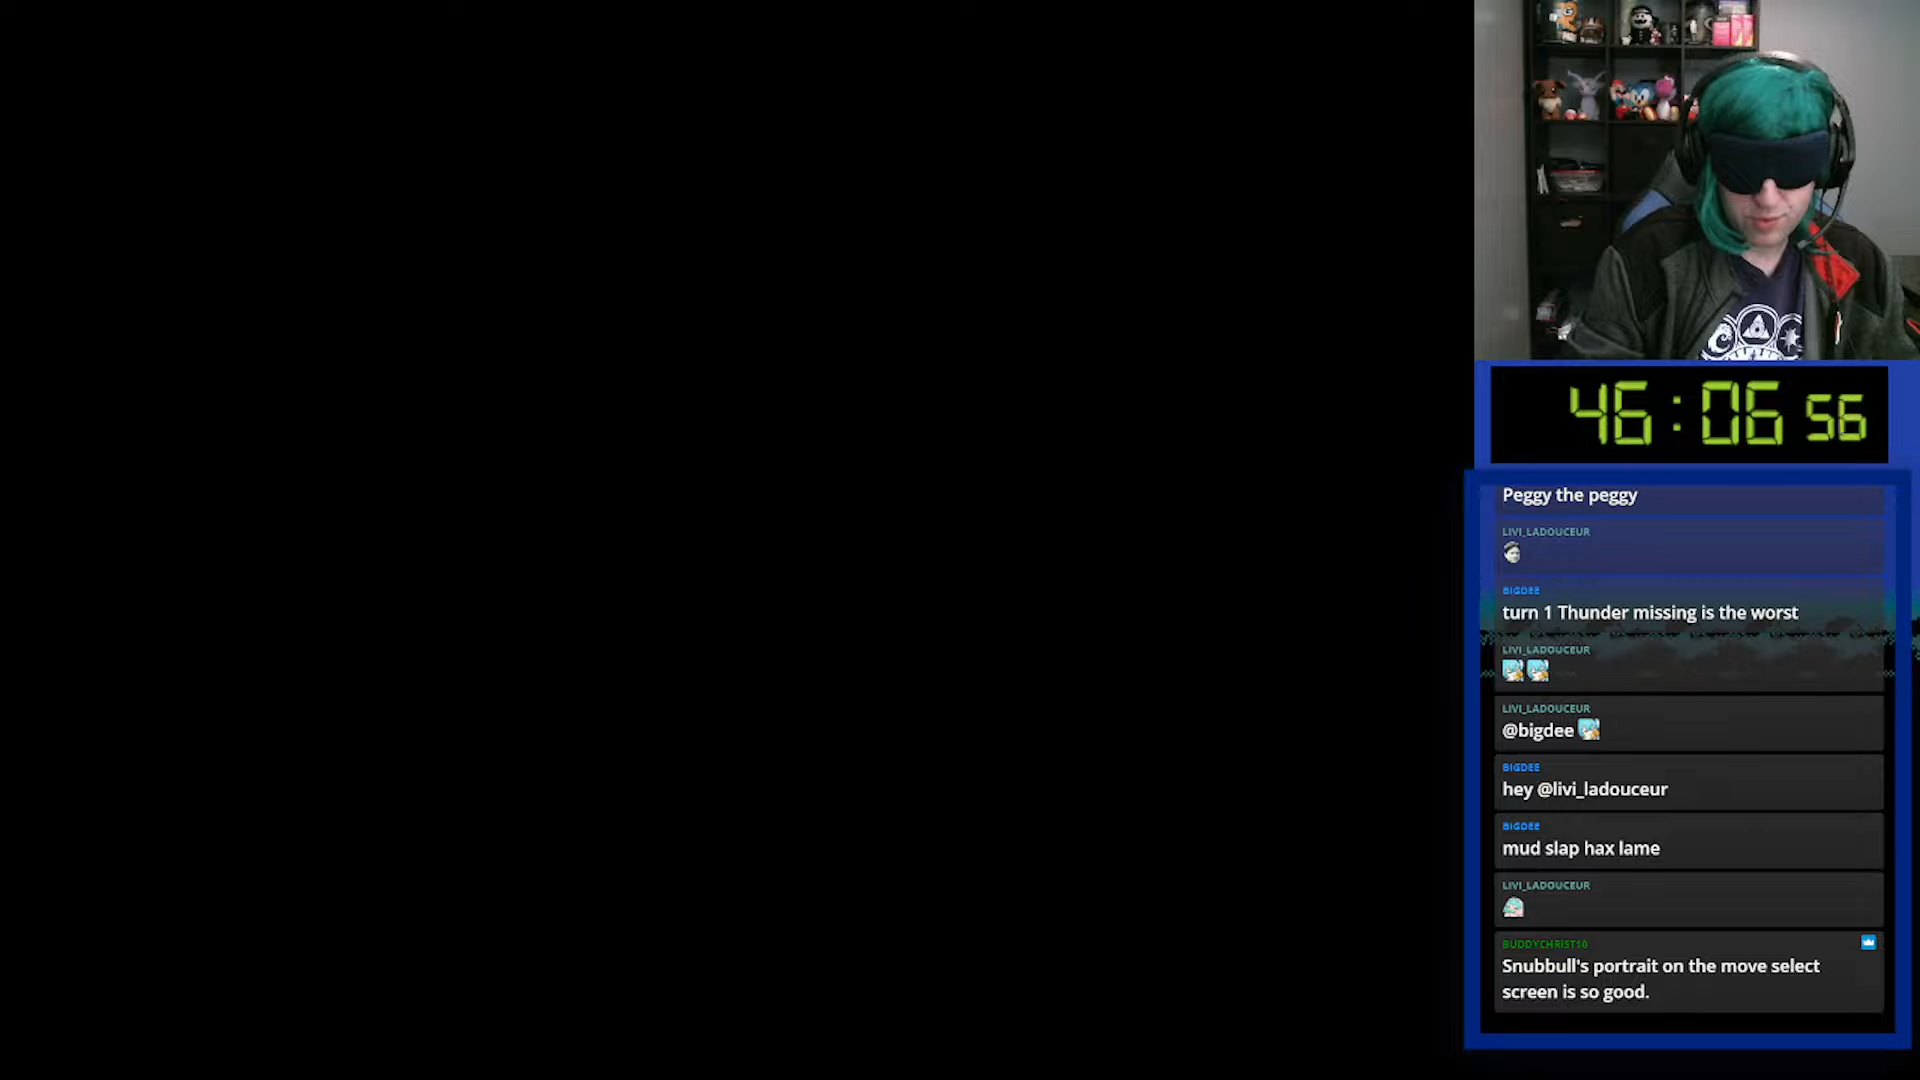 46:06 56
Peggy the peggy
LIVI_LADOUCEUR
BIGDEE
turn 1 Thunder missing is the worst
LIVI_LADOUCEUR
LIVI_LADOUCEUR
@bigdee
BIGDEE
hey @livi_ladouceur
BIGDEE
mud slap hax lame
LIVI_LADOUCEUR
BUDDYCHRIST10
Snubbull's portrait on the move select
screen is so good.